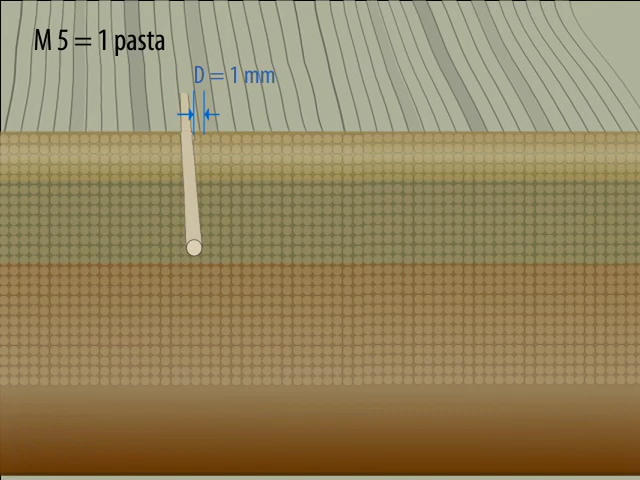 M 5 = 1 pasta
D = 1 mm